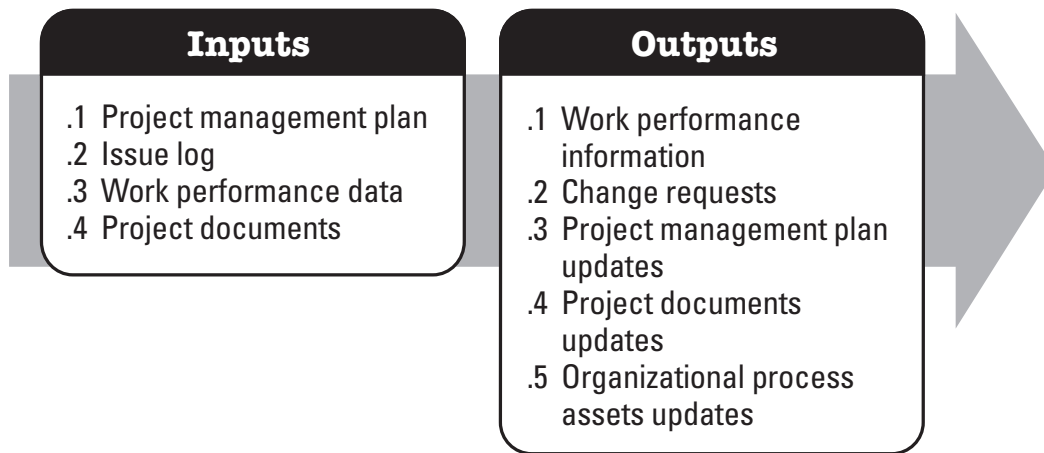 Inputs
.1 Project management plan
.2 Issue log
.3 Work performance data
.4 Project documents
Outputs
.1 Work performance
information
.2 Change requests
.3 Project management plan
updates
.4 Project documents
updates
.5 Organizational process
assets updates